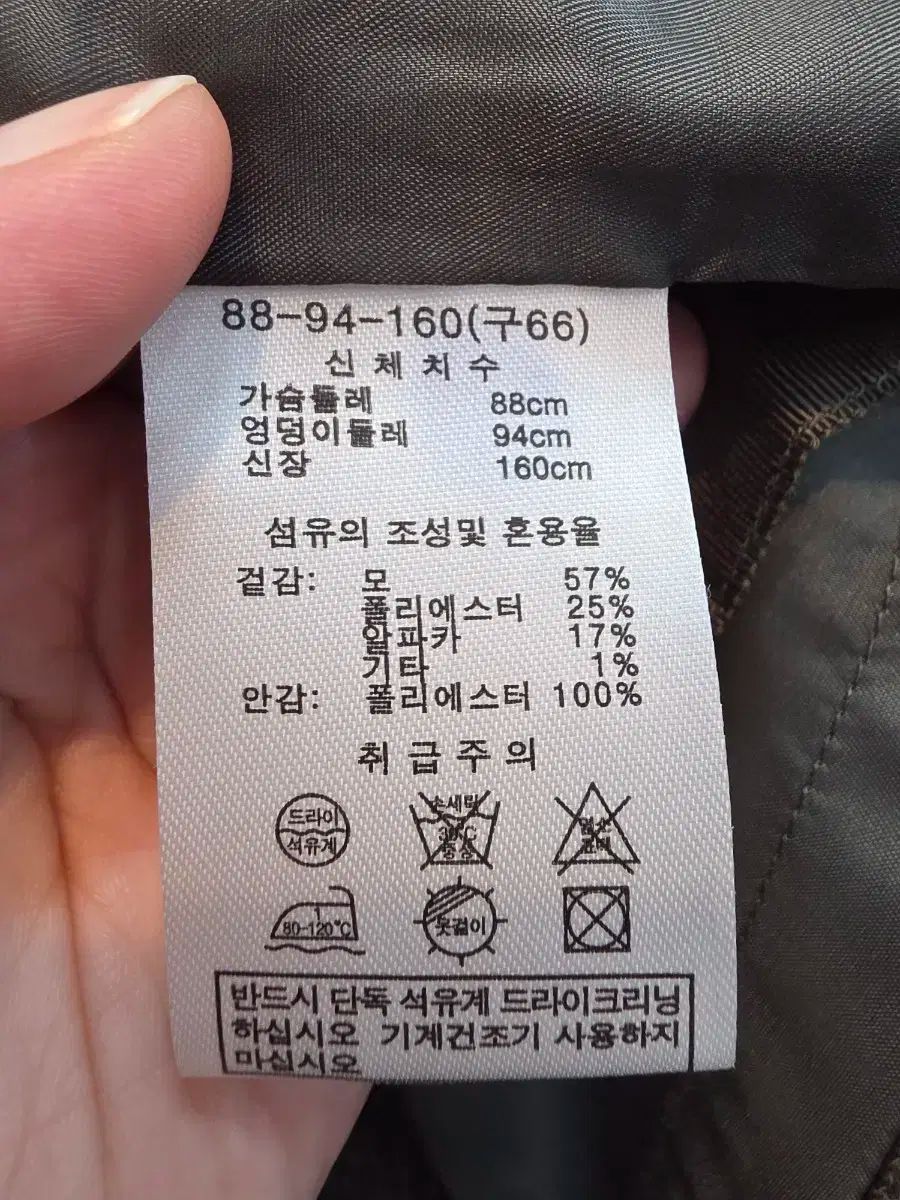 88-94-160(구66)
신 체 치 수
가슴둘레 88cm
엉덩이둘레 94cm
신장 160cm
섬유의 조성및 혼용율
겉감: 모 57%
폴리에스터 25%
알파카 17%
기타 1%
안감: 폴리에스터 100%
취 급 주 의
드라이
석유계
손세탁
30℃
중성
염소
표백
1
80-120℃
옷걸이
반드시 단독 석유계 드라이크리닝
하십시오 기계건조기 사용하지
마십시오